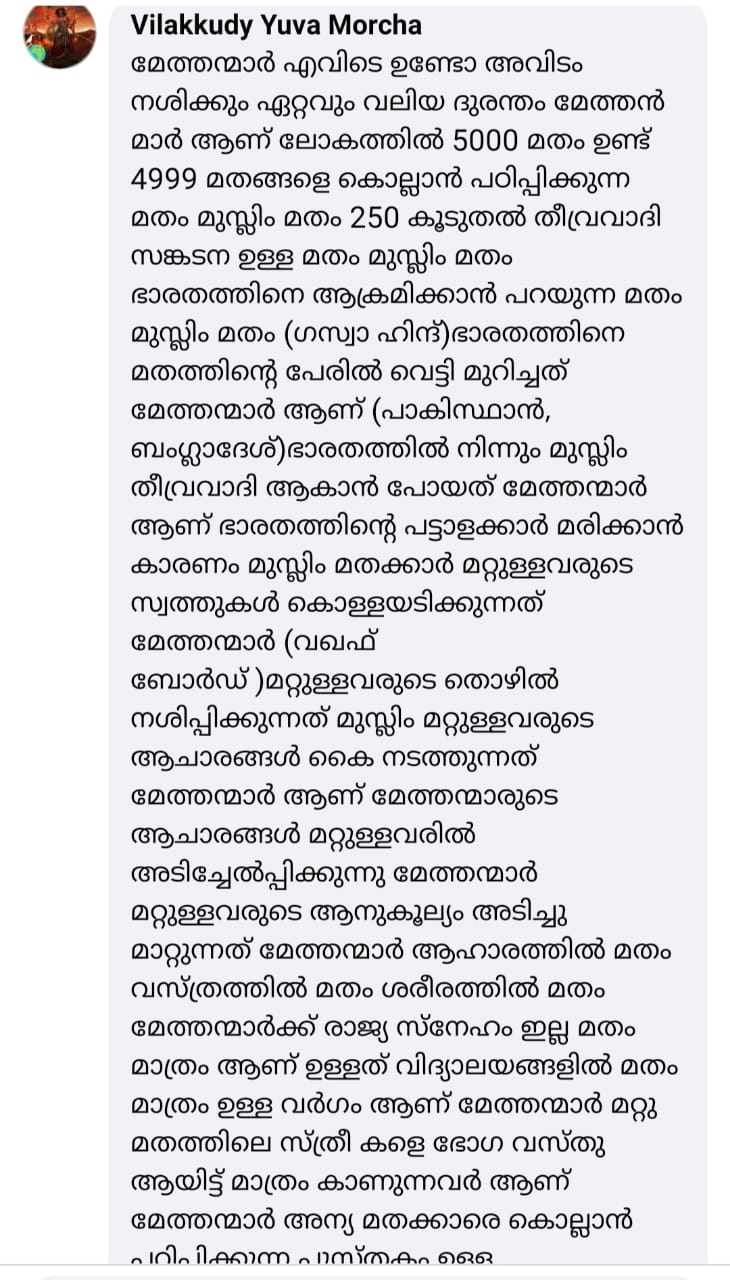 Vilakkudy Yuva Morcha
മേത്തന്മാർ എവിടെ ഉണ്ടോ അവിടം
നശിക്കും ഏറ്റവും വലിയ ദുരന്തം മേത്തൻ
മാർ ആണ് ലോകത്തിൽ 5000 മതം ഉണ്ട്
4999 മതങ്ങളെ കൊല്ലാൻ പഠിപ്പിക്കുന്ന
മതം മുസ്ലിം മതം 250 കൂടുതൽ തീവ്രവാദി
സങ്കടന ഉള്ള മതം മുസ്ലിം മതം
ഭാരതത്തിനെ ആക്രമിക്കാൻ പറയുന്ന മതം
മുസ്ലിം മതം (ഗസ്വാ ഹിന്ദ്)ഭാരതത്തിനെ
മതത്തിന്റെ പേരിൽ വെട്ടി മുറിച്ചത്
മേത്തന്മാർ ആണ് (പാകിസ്ഥാൻ,
ബംഗ്ലാദേശ്)ഭാരതത്തിൽ നിന്നും മുസ്ലിം
തീവ്രവാദി ആകാൻ പോയത് മേത്തന്മാർ
ആണ് ഭാരതത്തിന്റെ പട്ടാളക്കാർ മരിക്കാൻ
കാരണം മുസ്ലിം മതക്കാർ മറ്റുള്ളവരുടെ
സ്വത്തുകൾ കൊള്ളയടിക്കുന്നത്
മേത്തന്മാർ (വഖഫ്
ബോർഡ് )മറ്റുള്ളവരുടെ തൊഴിൽ
നശിപ്പിക്കുന്നത് മുസ്ലിം മറ്റുള്ളവരുടെ
ആചാരങ്ങൾ കൈ നടത്തുന്നത്
മേത്തന്മാർ ആണ് മേത്തന്മാരുടെ
ആചാരങ്ങൾ മറ്റുള്ളവരിൽ
അടിച്ചേൽപ്പിക്കുന്നു മേത്തന്മാർ
മറ്റുള്ളവരുടെ ആനുകൂല്യം അടിച്ചു
മാറ്റുന്നത് മേത്തന്മാർ ആഹാരത്തിൽ മതം
വസ്ത്രത്തിൽ മതം ശരീരത്തിൽ മതം
മേത്തന്മാർക്ക് രാജ്യ സ്നേഹം ഇല്ല മതം
മാത്രം ആണ് ഉള്ളത് വിദ്യാലയങ്ങളിൽ മതം
മാത്രം ഉള്ള വർഗം ആണ് മേത്തന്മാർ മറ്റു
മതത്തിലെ സ്ത്രീ കളെ ഭോഗ വസ്തു
ആയിട്ട് മാത്രം കാണുന്നവർ ആണ്
മേത്തന്മാർ അന്യ മതക്കാരെ കൊല്ലാൻ
പഠിപ്പിക്കുന്ന പുസ്തകം ഉള്ള